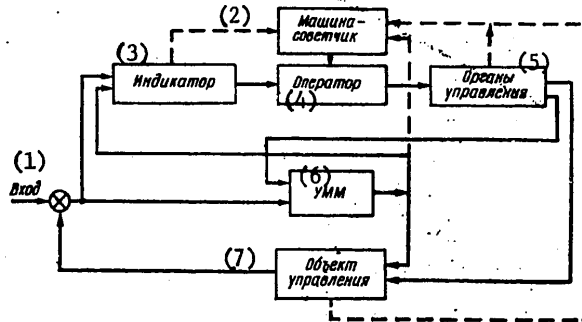 (2)
Машина-
советчик
(3)
Индикатор
(4)
Оператор
(5)
Органы
управления
(1)
Вход
(6)
УММ
(7)
Объект
управления